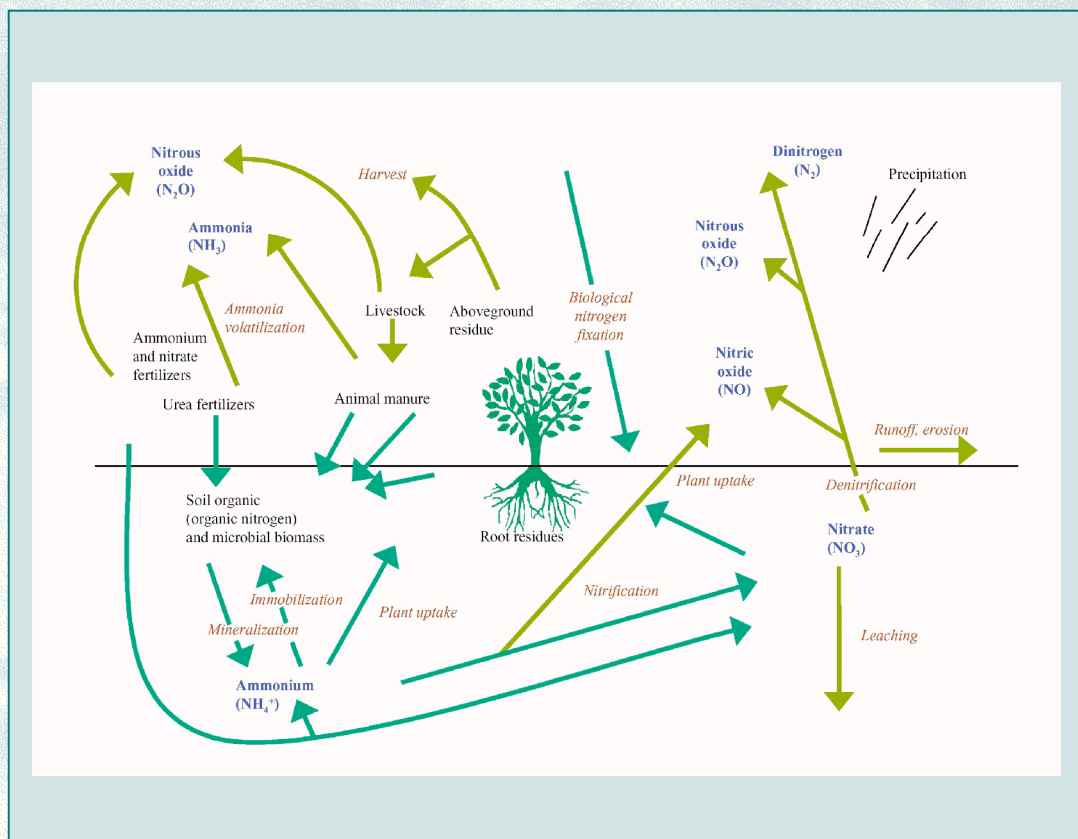 Nitrous
oxide
(N₂O)
Harvest
Dinitrogen
(N₂)
Precipitation
Ammonia
(NH₃)
Nitrous
oxide
(N₂O)
Ammonia
volatilization
Livestock
Aboveground
residue
Biological
nitrogen
fixation
Ammonium
and nitrate
fertilizers
Nitric
oxide
(NO)
Urea fertilizers
Animal manure
Runoff, erosion
Plant uptake
Denitrification
Soil organic
(organic nitrogen)
and microbial biomass
Root residues
Nitrate
(NO₃)
Immobilization
Mineralization
Plant uptake
Nitrification
Leaching
Ammonium
(NH₄⁺)